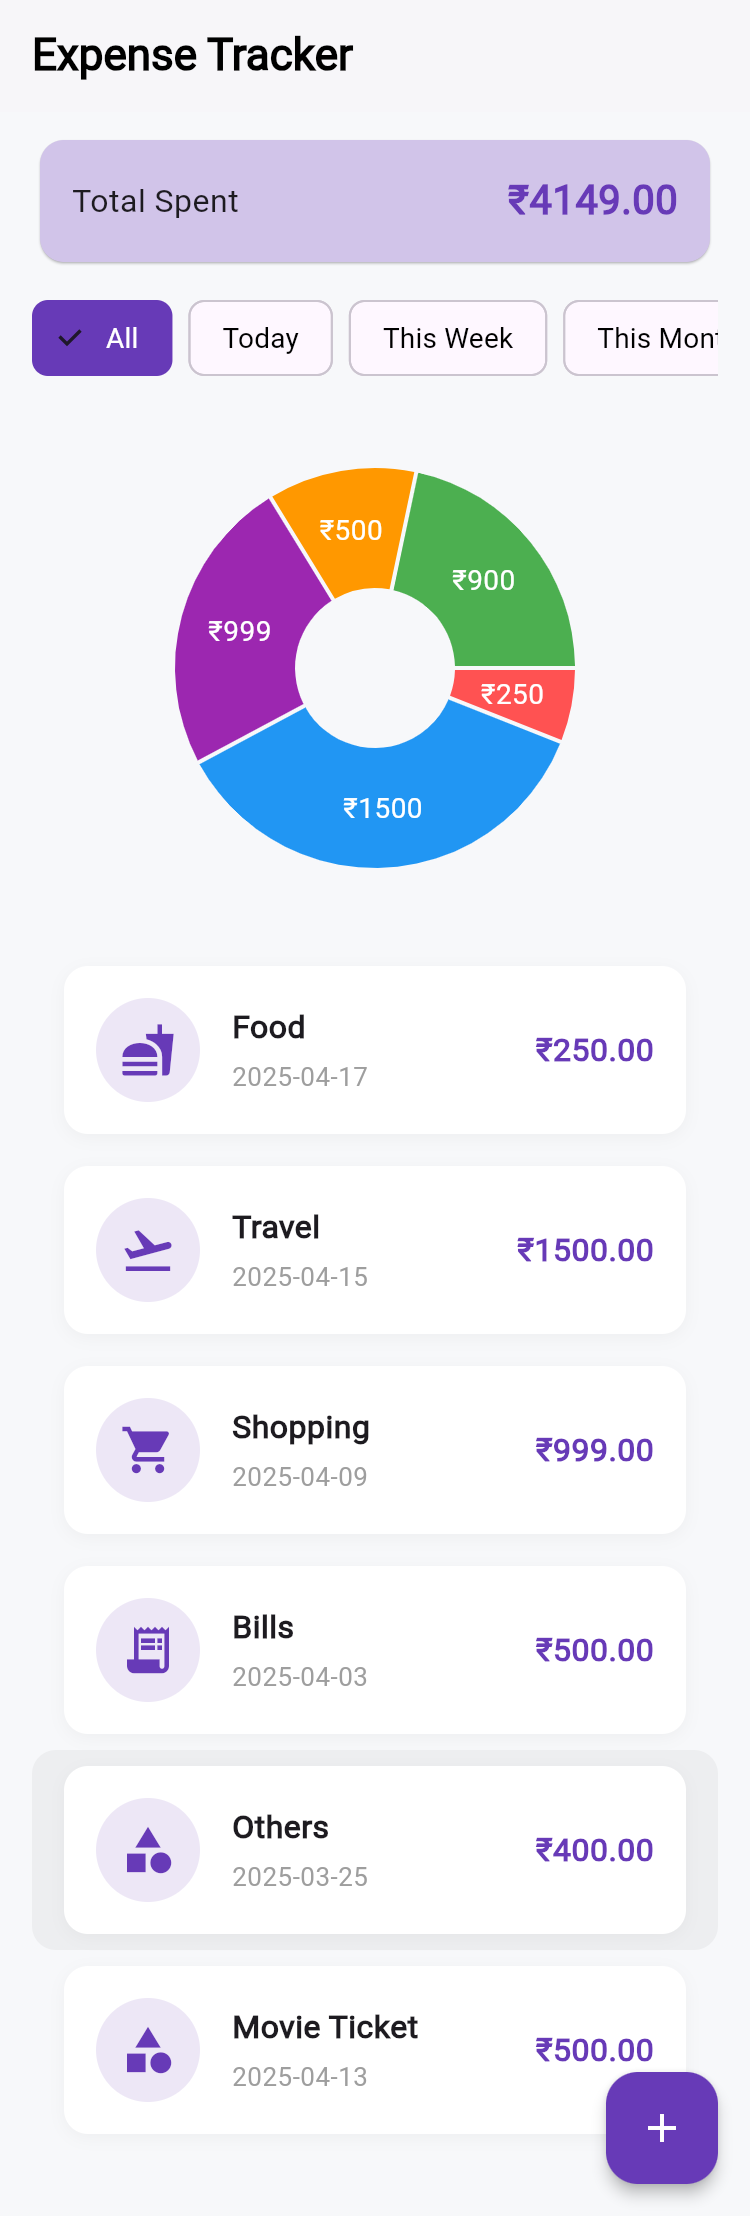 Expense Tracker
Total Spent ₹4149.00
All Today This Week This Mont
₹500
₹900
₹999
₹250
₹1500
Food
2025-04-17
₹250.00
Travel
2025-04-15
₹1500.00
Shopping
2025-04-09
₹999.00
Bills
2025-04-03
₹500.00
Others
2025-03-25
₹400.00
Movie Ticket
2025-04-13
₹500.00